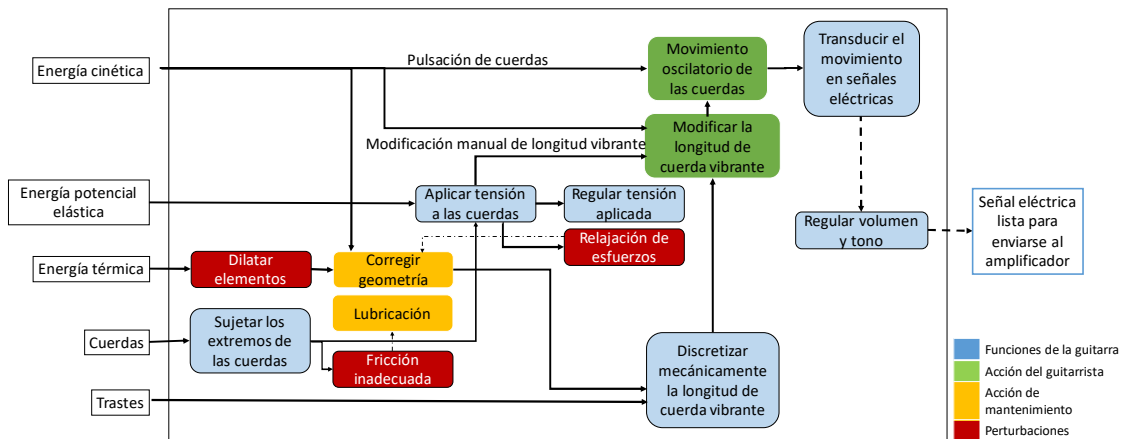 Energía cinética
Pulsación de cuerdas
Movimiento
oscilatorio de
las cuerdas
Transducir el
movimiento
en señales
eléctricas
Modificación manual de longitud vibrante
Modificar la
longitud de
cuerda vibrante
Energía potencial
elástica
Aplicar tensión
a las cuerdas
Regular tensión
aplicada
Regular volumen
y tono
Señal eléctrica
lista para
enviarse al
amplificador
Relajación de
esfuerzos
Energía térmica
Dilatar
elementos
Corregir
geometría
Lubricación
Cuerdas
Sujetar los
extremos de
las cuerdas
Fricción
inadecuada
Discretizar
mecánicamente
la longitud de
cuerda vibrante
Trastes
Funciones de la guitarra
Acción del guitarrista
Acción de
mantenimiento
Perturbaciones